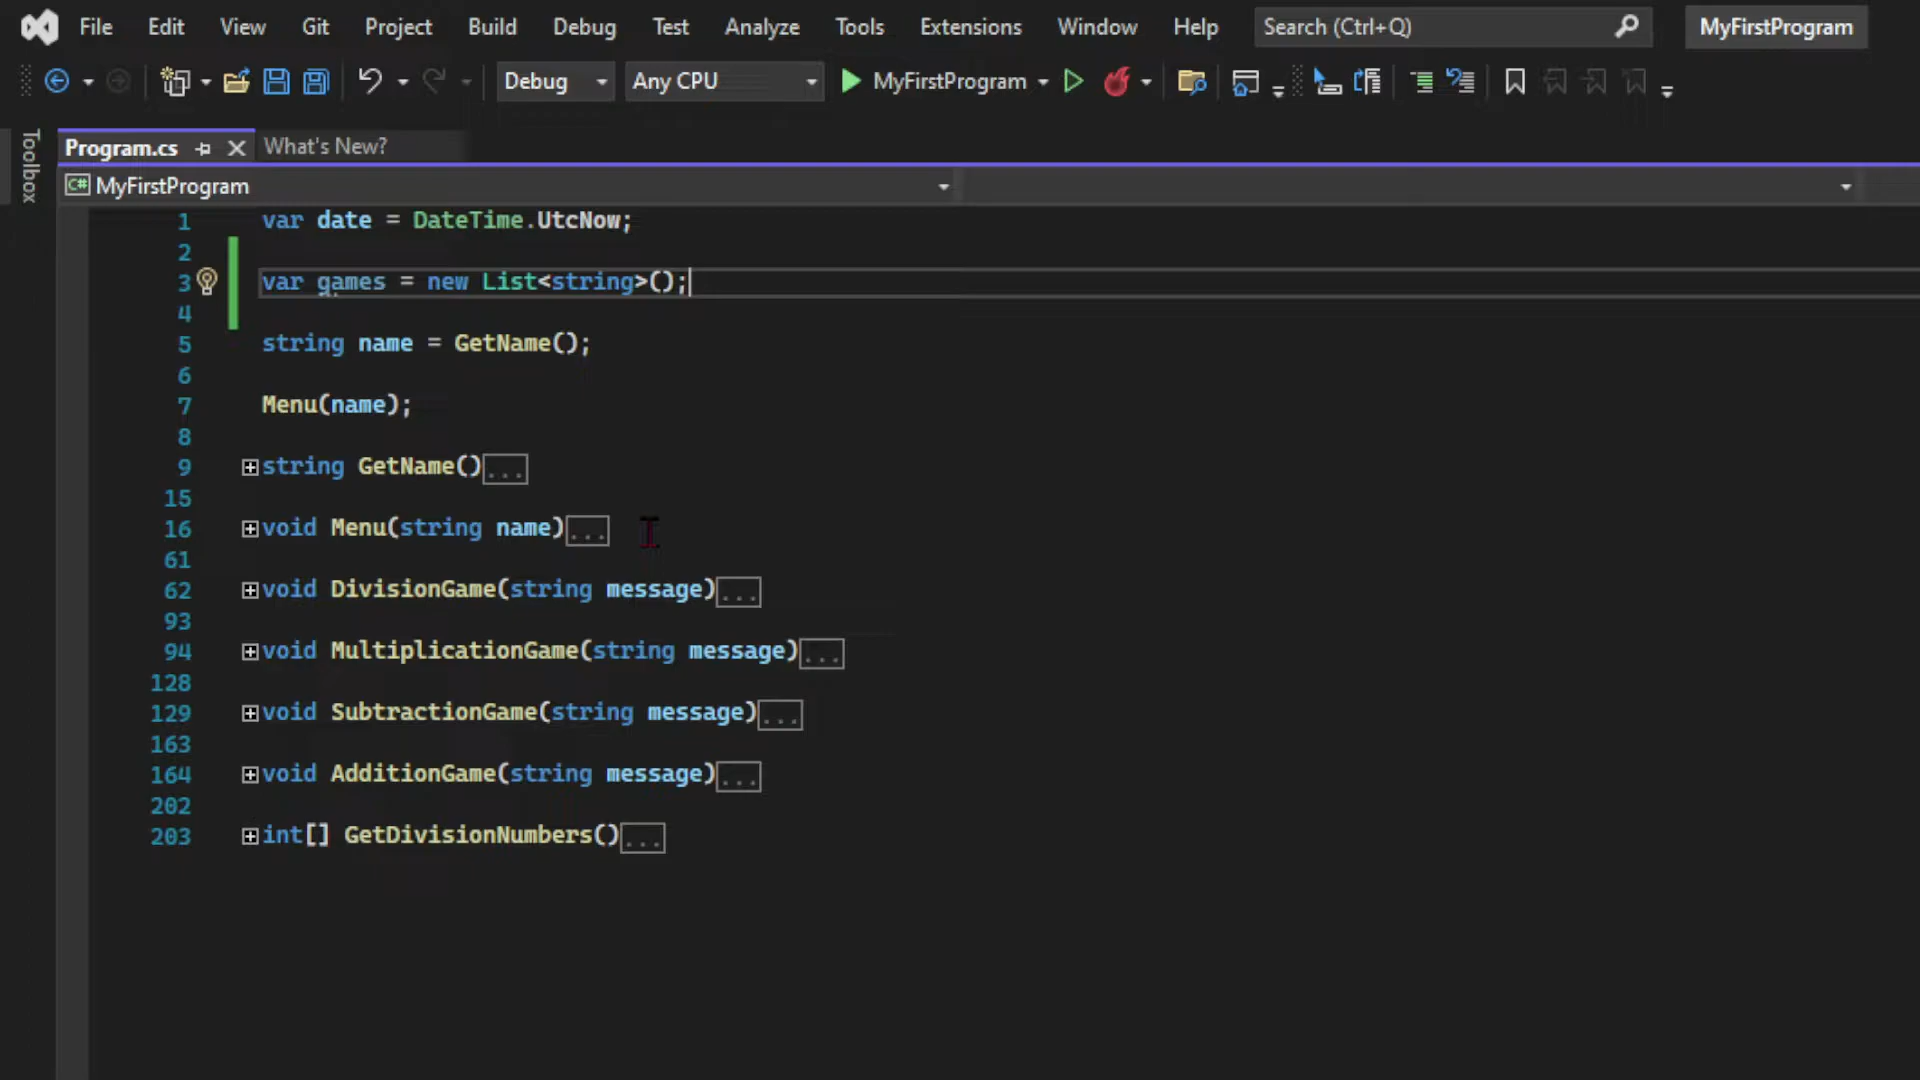 File Edit View Git Project Build Debug Test Analyze Tools Extensions Window Help Search (Ctrl+Q) MyFirstProgram
Debug Any CPU MyFirstProgram
Toolbox
Program.cs What's New?
C# MyFirstProgram
1 var date = DateTime.UtcNow;
2
3 var games = new List<string>();
4
5 string name = GetName();
6
7 Menu(name);
8
9 string GetName()...
15
16 void Menu(string name)...
61
62 void DivisionGame(string message)...
93
94 void MultiplicationGame(string message)...
128
129 void SubtractionGame(string message)...
163
164 void AdditionGame(string message)...
202
203 int[] GetDivisionNumbers()...